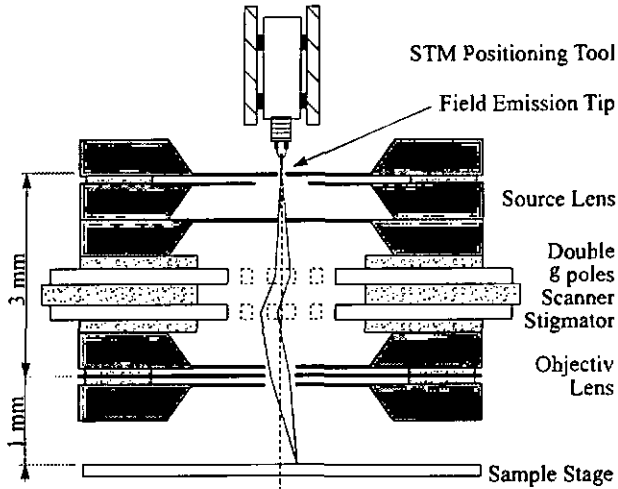 STM Positioning Tool
Field Emission Tip
Source Lens
Double
g poles
Scanner
Stigmator
Objectiv
Lens
Sample Stage
3 mm
1 mm